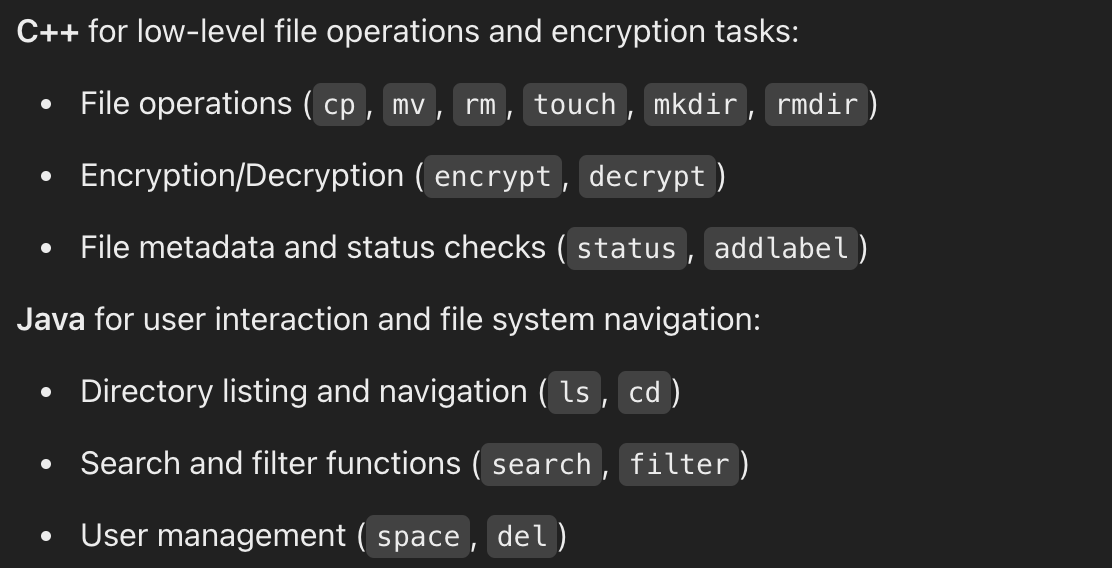 C++ for low-level file operations and encryption tasks:
• File operations (cp, mv, rm, touch, mkdir, rmdir)
• Encryption/Decryption (encrypt, decrypt)
• File metadata and status checks (status, addlabel)
Java for user interaction and file system navigation:
• Directory listing and navigation (ls, cd)
• Search and filter functions (search, filter)
• User management (space, del)